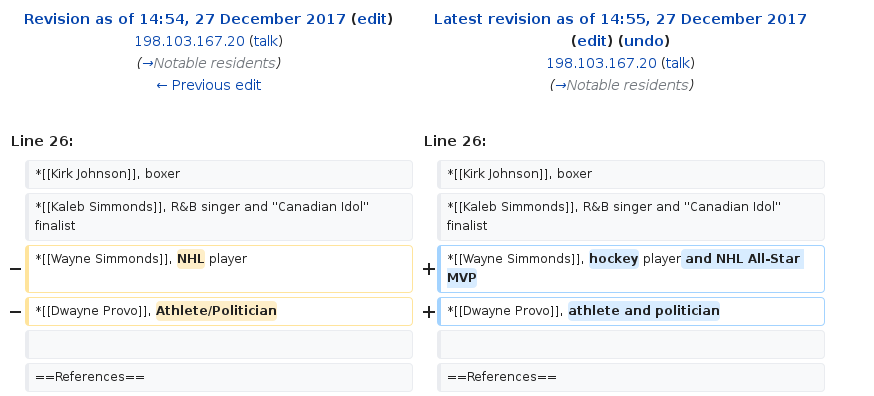 Revision as of 14:54, 27 December 2017 (edit)
198.103.167.20 (talk)
(→Notable residents)
← Previous edit
Latest revision as of 14:55, 27 December 2017
(edit) (undo)
198.103.167.20 (talk)
(→Notable residents)
Line 26:
Line 26:
*[[Kirk Johnson]], boxer
*[[Kirk Johnson]], boxer
*[[Kaleb Simmonds]], R&B singer and "Canadian Idol"
finalist
*[[Kaleb Simmonds]], R&B singer and "Canadian Idol"
finalist
− *[[Wayne Simmonds]], NHL player
+ *[[Wayne Simmonds]], hockey player and NHL All-Star
MVP
− *[[Dwayne Provo]], Athlete/Politician
+ *[[Dwayne Provo]], athlete and politician
==References==
==References==